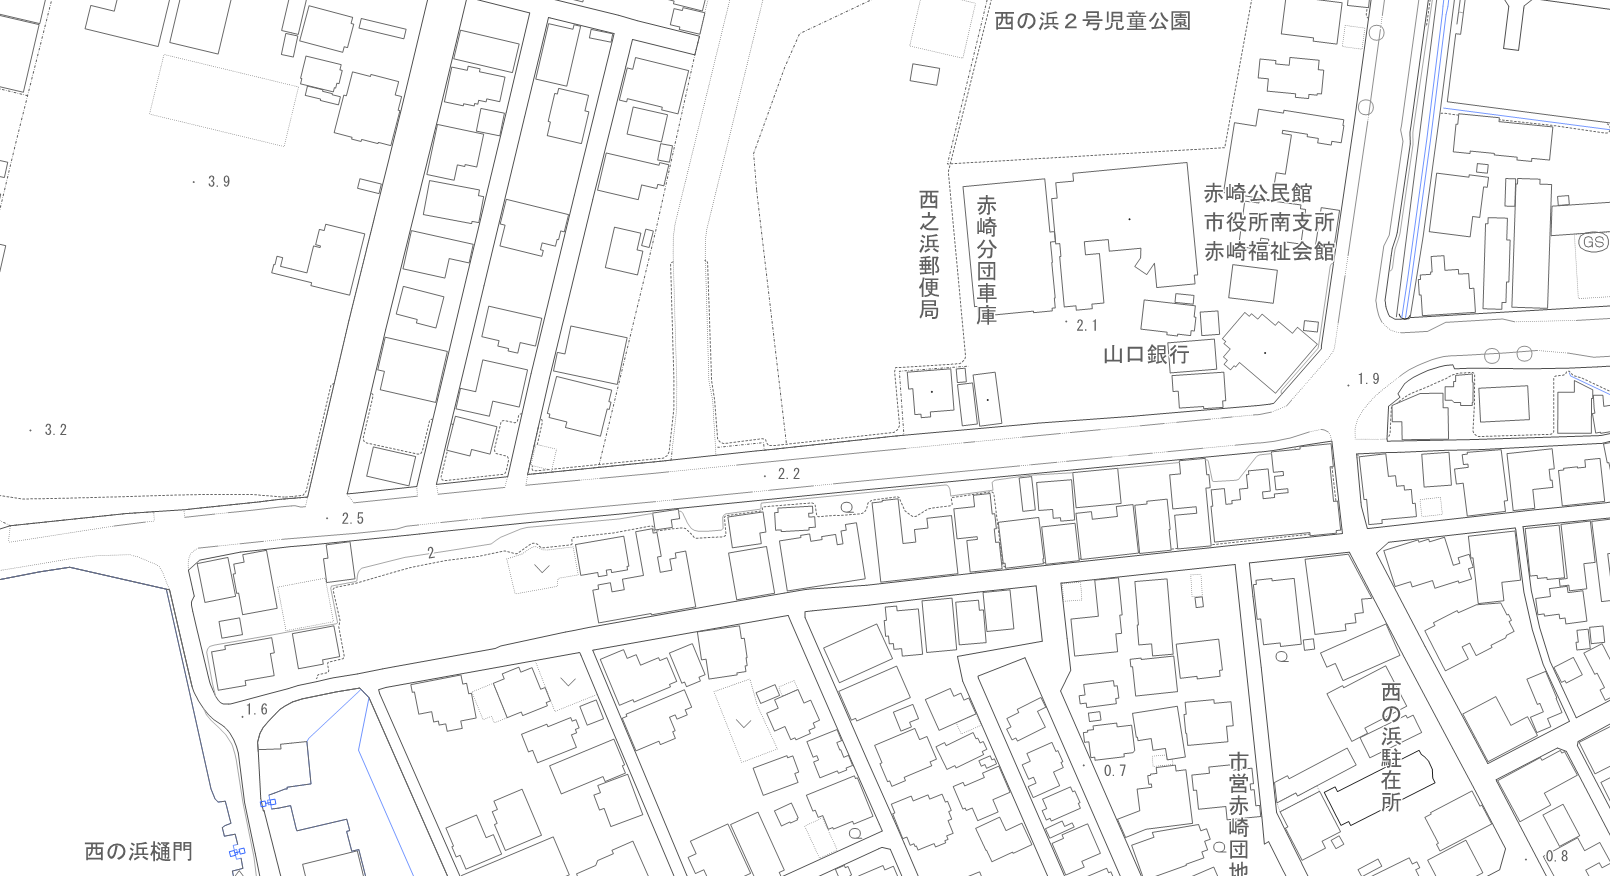 西の浜２号児童公園
3.9
西之浜郵便局
赤崎分団車庫
赤崎公民館
市役所南支所
赤崎福祉会館
GS
2.1
山口銀行
1.9
3.2
2.2
2.5
2
1.6
0.7
西の浜駐在所
市営赤崎団地
西の浜樋門
0.8